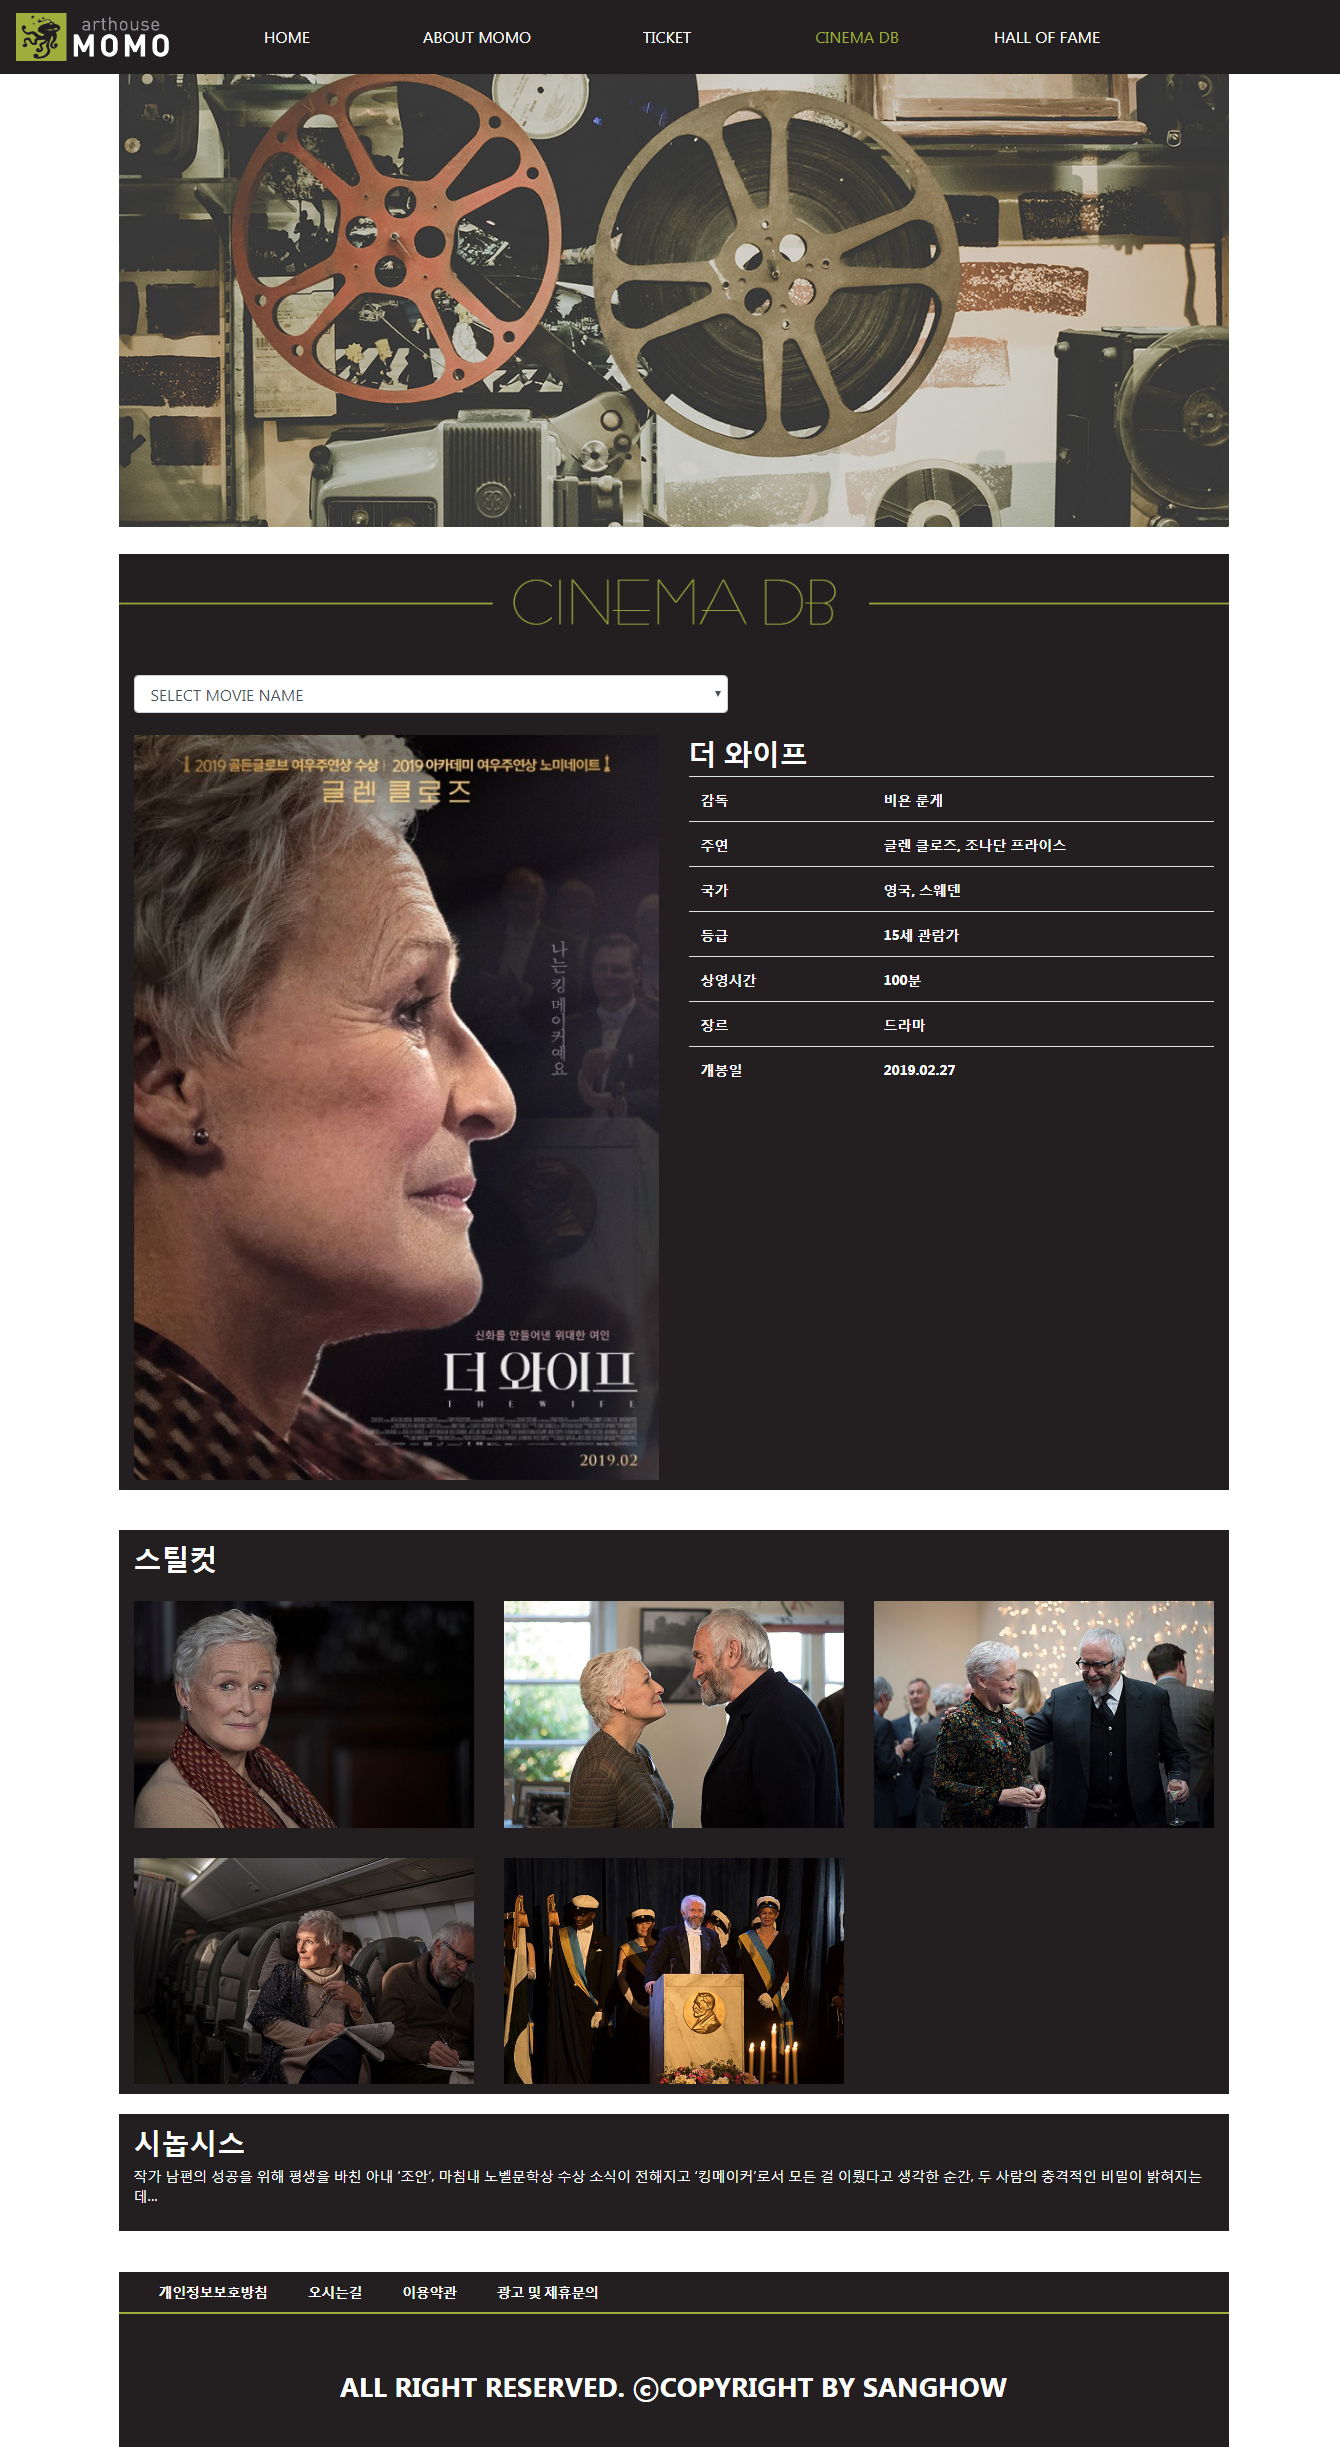 arthouse
MOMO
HOME
ABOUT MOMO
TICKET
CINEMA DB
HALL OF FAME
CINEMA DB
SELECT MOVIE NAME
2019 골든글로브 여우주연상 수상 | 2019 아카데미 여우주연상 노미네이트
글렌 클로즈
나는 킹메이커예요
신화를 만들어낸 위대한 여인
더 와이프
THE WIFE
2019.02
더 와이프
감독 비욘 룬게
주연 글렌 클로즈, 조나단 프라이스
국가 영국, 스웨덴
등급 15세 관람가
상영시간 100분
장르 드라마
개봉일 2019.02.27
스틸컷
시놉시스
작가 남편의 성공을 위해 평생을 바친 아내 ‘조안’, 마침내 노벨문학상 수상 소식이 전해지고 ‘킹메이커’로서 모든 걸 이뤘다고 생각한 순간, 두 사람의 충격적인 비밀이 밝혀지는
데...
개인정보보호방침
오시는길
이용약관
광고 및 제휴문의
ALL RIGHT RESERVED. ⓒCOPYRIGHT BY SANGHOW